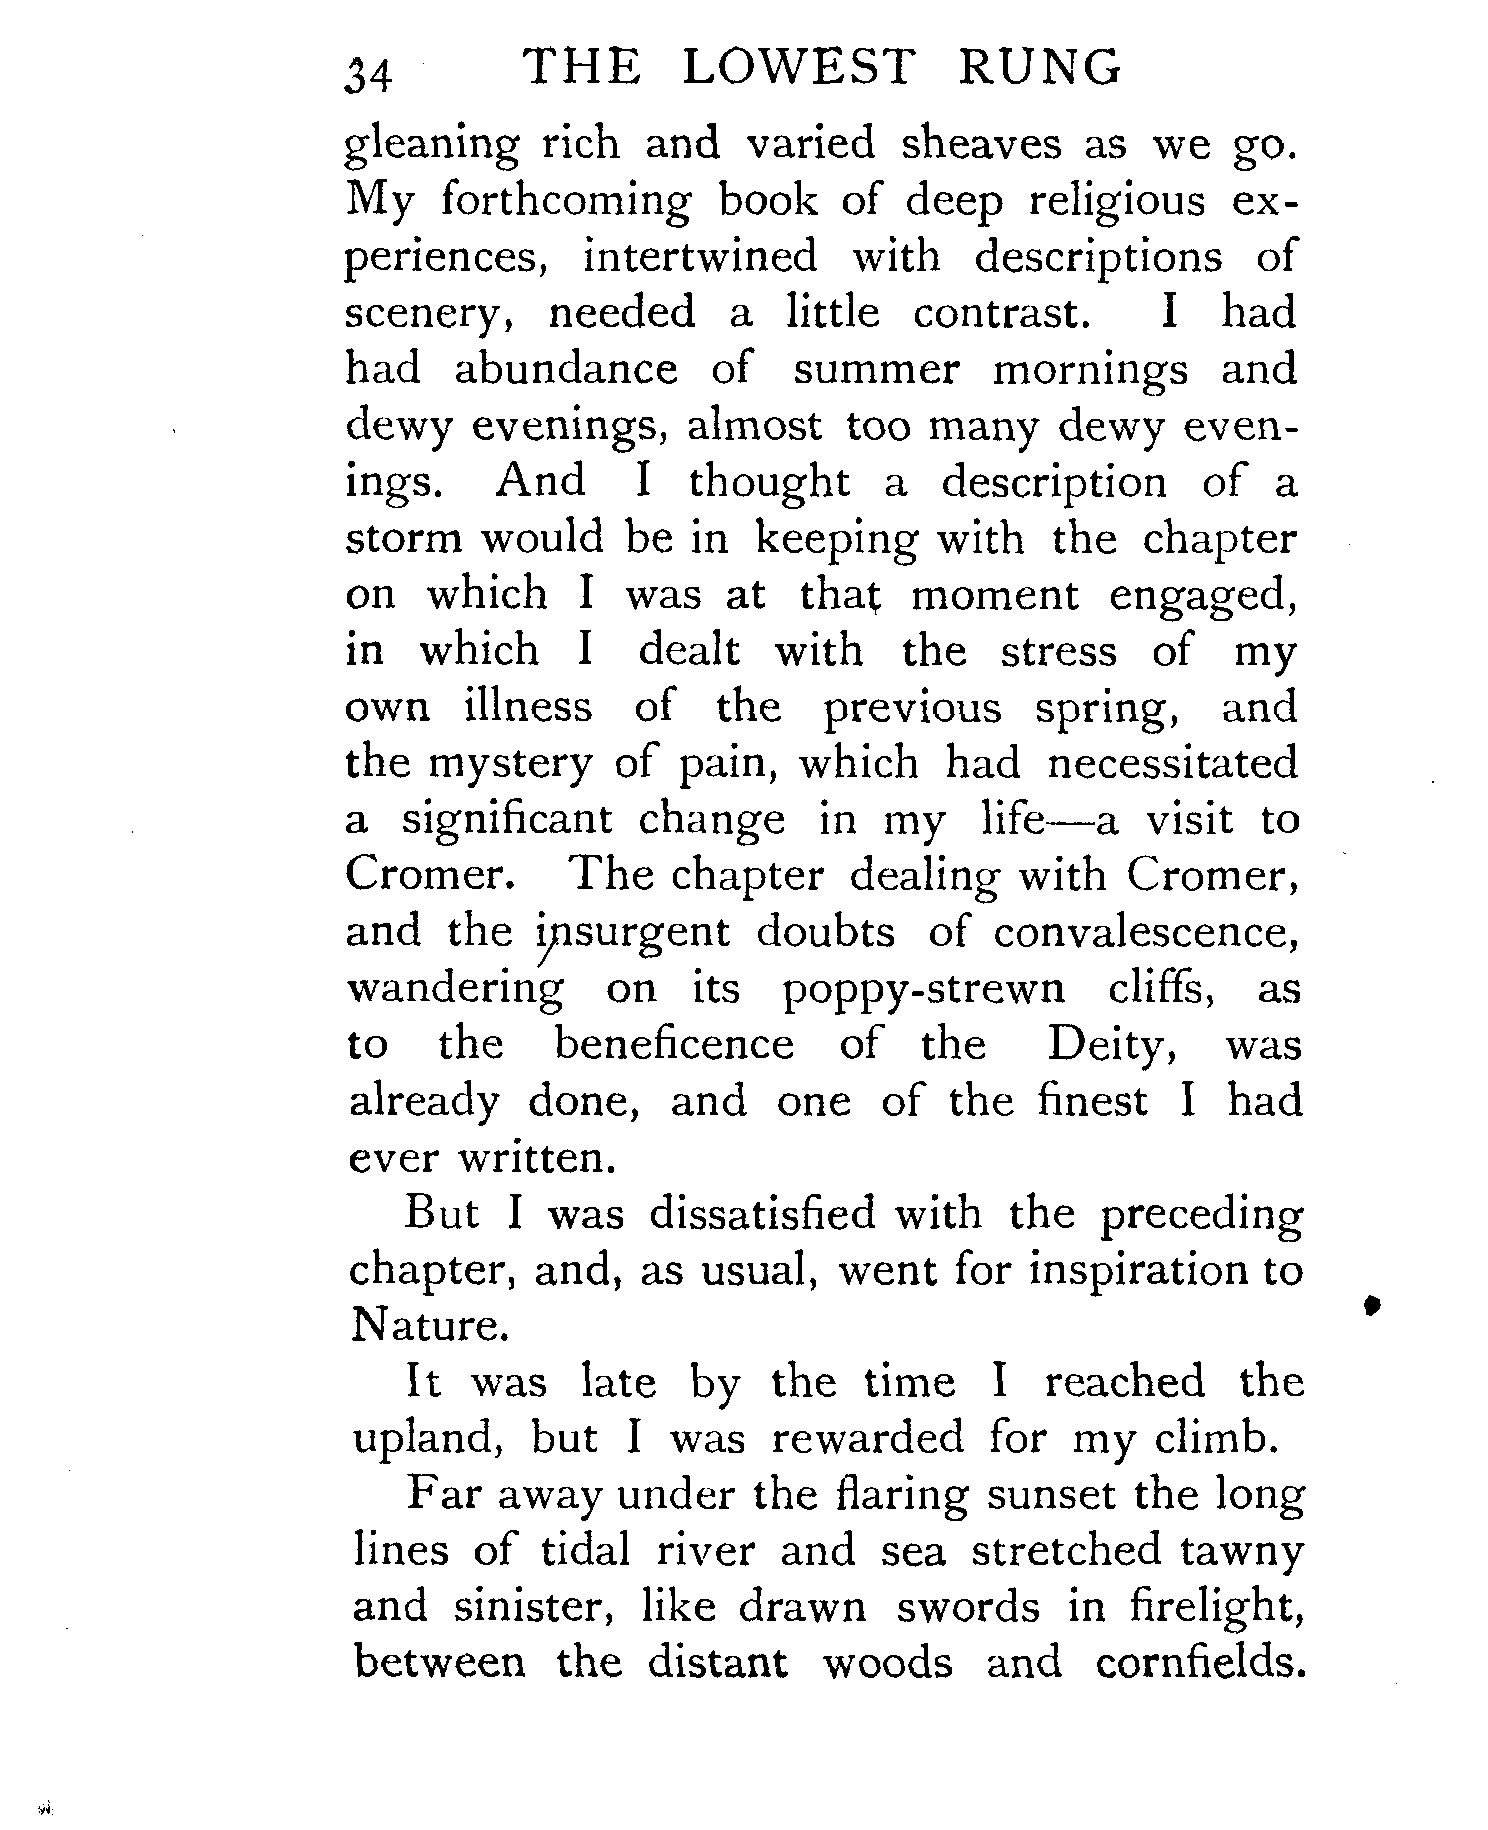 34 THE LOWEST RUNG
gleaning rich and varied sheaves as we go.
My forthcoming book of deep religious ex-
periences, intertwined with descriptions of
scenery, needed a little contrast. I had
had abundance of summer mornings and
dewy evenings, almost too many dewy even-
ings. And I thought a description of a
storm would be in keeping with the chapter
on which I was at that moment engaged,
in which I dealt with the stress of my
own illness of the previous spring, and
the mystery of pain, which had necessitated
a significant change in my life—a visit to
Cromer. The chapter dealing with Cromer,
and the insurgent doubts of convalescence,
wandering on its poppy-strewn cliffs, as
to the beneficence of the Deity, was
already done, and one of the finest I had
ever written.
But I was dissatisfied with the preceding
chapter, and, as usual, went for inspiration to
Nature.
It was late by the time I reached the
upland, but I was rewarded for my climb.
Far away under the flaring sunset the long
lines of tidal river and sea stretched tawny
and sinister, like drawn swords in firelight,
between the distant woods and cornfields.